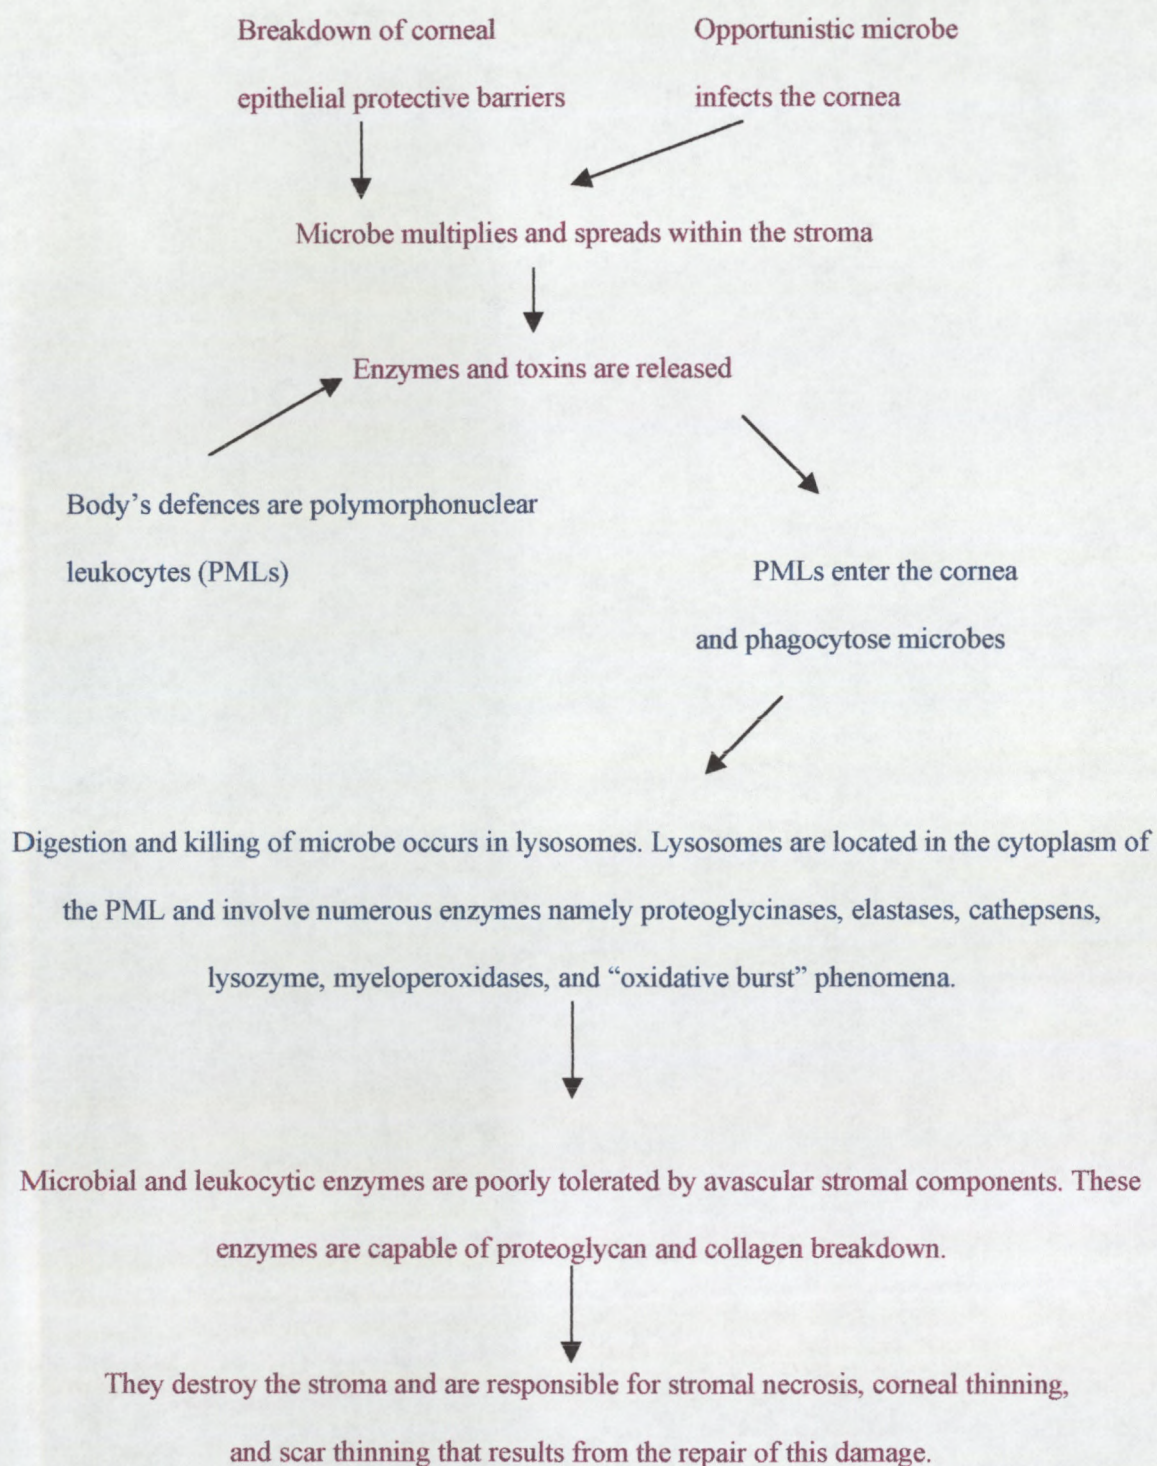 Breakdown of corneal
epithelial protective barriers
Opportunistic microbe
infects the cornea
Microbe multiplies and spreads within the stroma
Enzymes and toxins are released
Body's defences are polymorphonuclear
leukocytes (PMLs)
PMLs enter the cornea
and phagocytose microbes
Digestion and killing of microbe occurs in lysosomes. Lysosomes are located in the cytoplasm of
the PML and involve numerous enzymes namely proteoglycinases, elastases, cathepsens,
lysozyme, myeloperoxidases, and “oxidative burst” phenomena.
Microbial and leukocytic enzymes are poorly tolerated by avascular stromal components. These
enzymes are capable of proteoglycan and collagen breakdown.
They destroy the stroma and are responsible for stromal necrosis, corneal thinning,
and scar thinning that results from the repair of this damage.